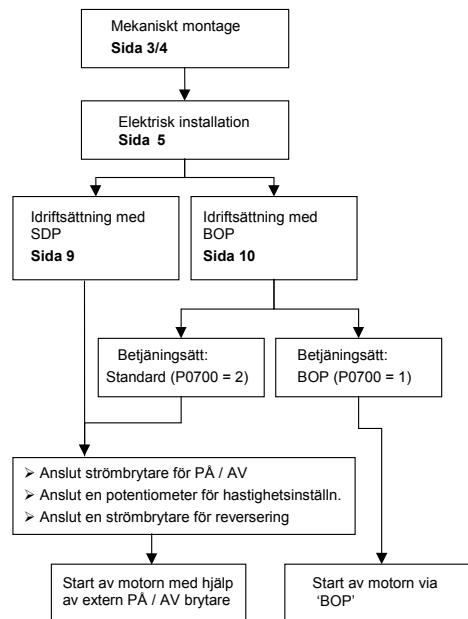 Mekaniskt montage
Sida 3/4
Elektrisk installation
Sida 5
Idriftsättning med
SDP
Sida 9
Idriftsättning med
BOP
Sida 10
Betjäningsätt:
Standard (P0700 = 2)
Betjäningsätt:
BOP (P0700 = 1)
➢ Anslut strömbrytare för PÅ / AV
➢ Anslut en potentiometer för hastighetsinställn.
➢ Anslut en strömbrytare för reversering
Start av motorn med hjälp
av extern PÅ / AV brytare
Start av motorn via
‘BOP’